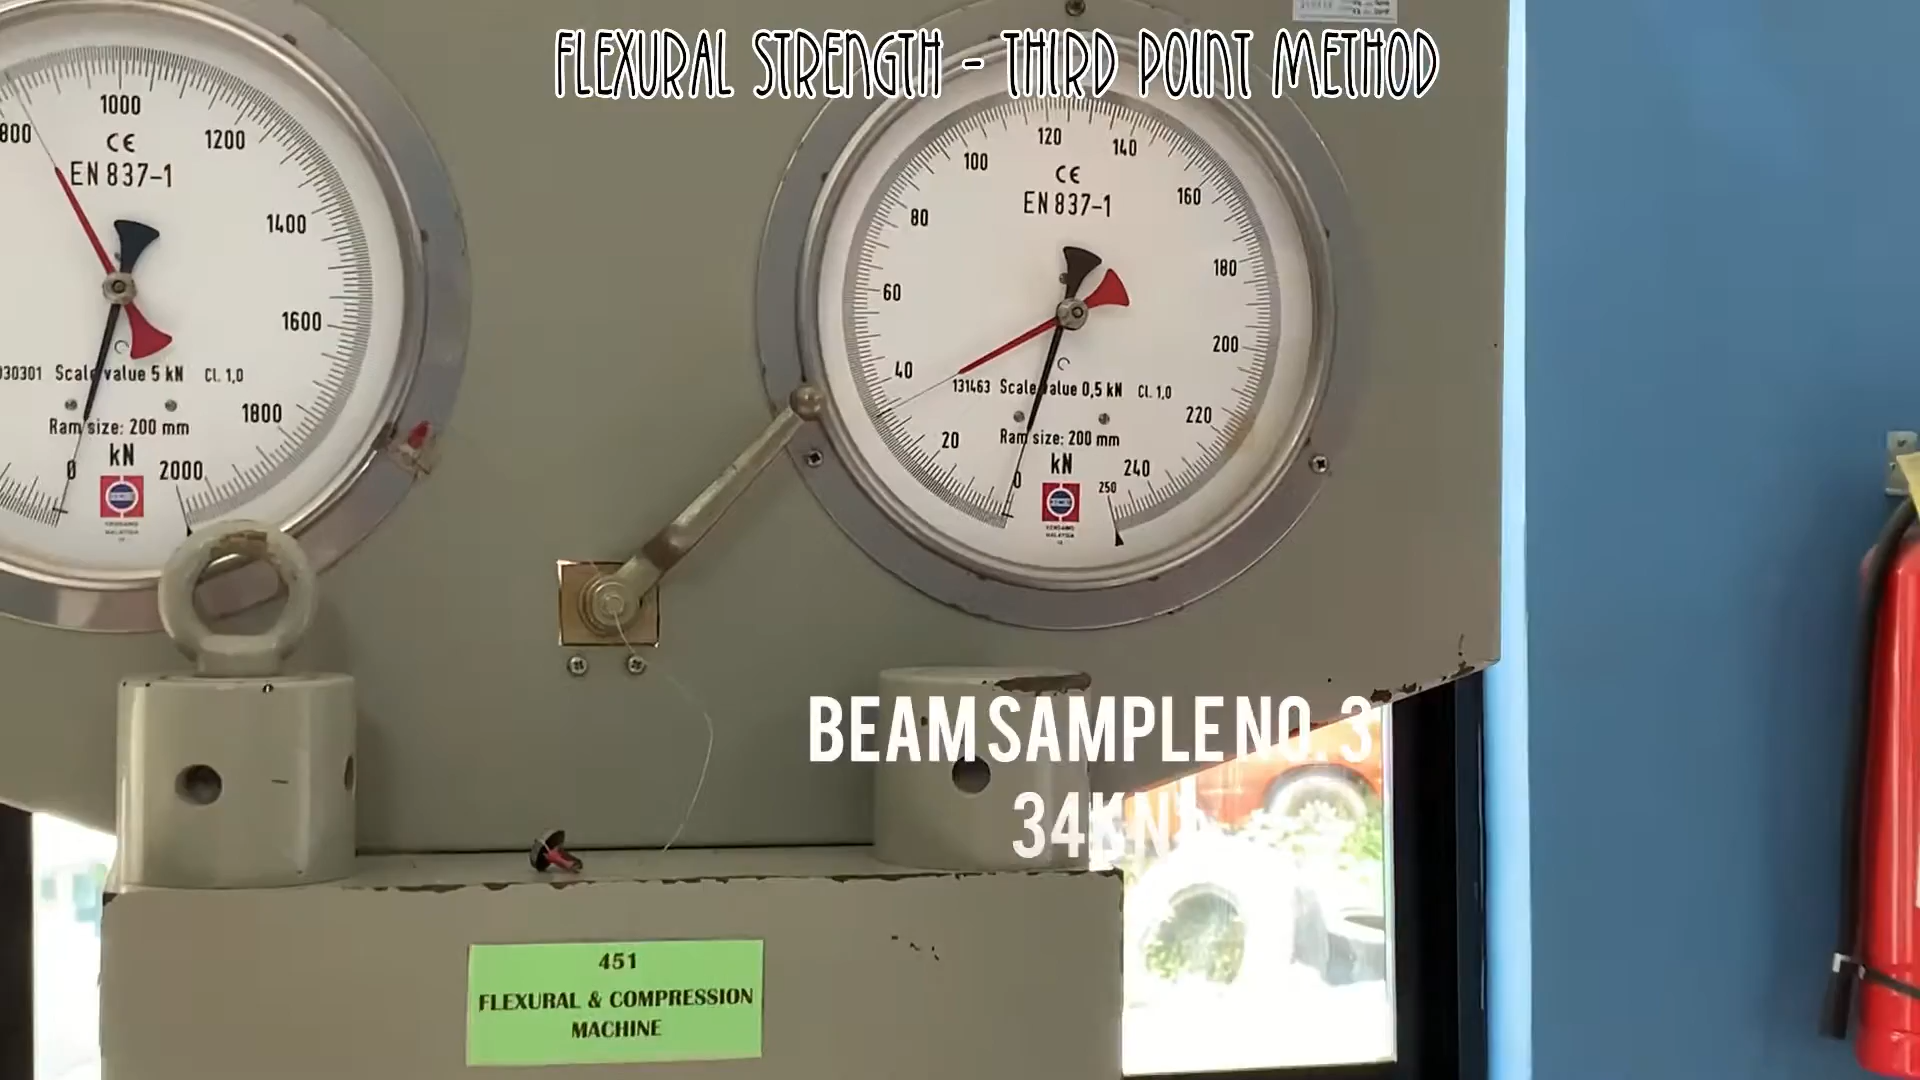 FLEXURAL STRENGTH - THIRD POINT METHOD
800
1000
1200
CE
EN 837-1
1400
1600
Scale value 5 kN Cl. 1,0
1800
Ram size: 200 mm
kN
0
2000
100
120
140
CE
EN 837-1
160
80
180
60
200
40
131463 Scale value 0,5 kN Cl. 1,0
220
20
Ram size: 200 mm
kN
240
0
250
BEAM SAMPLE NO. 3
34KN
451
FLEXURAL & COMPRESSION
MACHINE